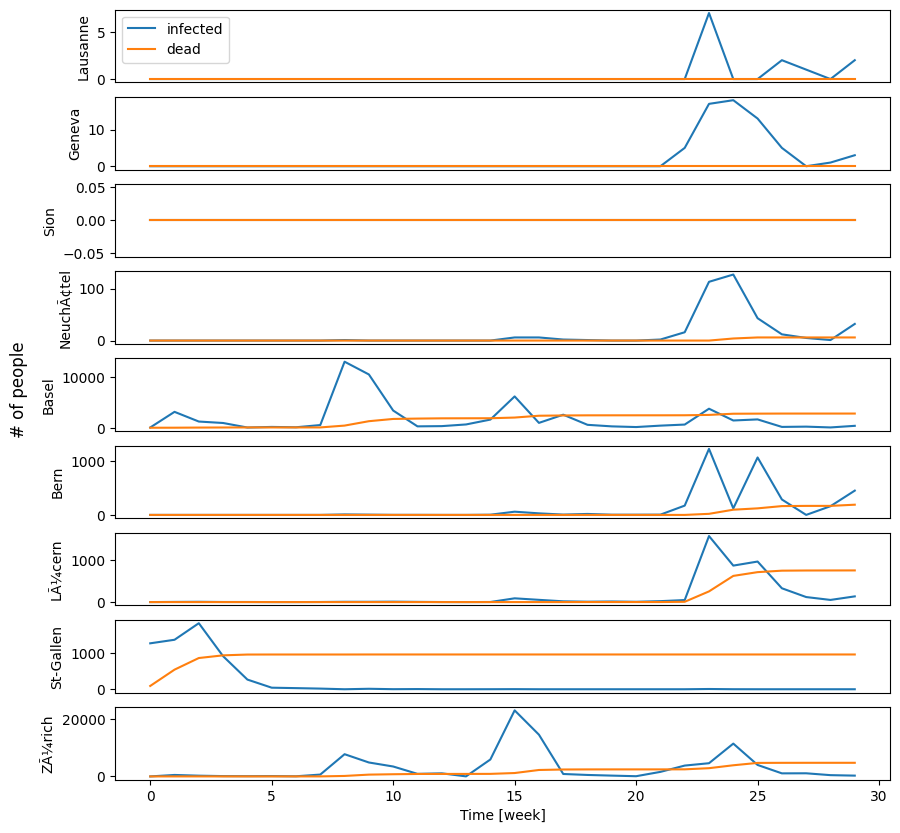 infected
dead
Lausanne
5
0
Geneva
10
0
Sion
0.05
0.00
−0.05
NeuchÃ¢tel
100
0
# of people
Basel
10000
0
Bern
1000
0
LÃ¼cern
1000
0
St-Gallen
1000
0
ZÃ¼rich
20000
0
0 5 10 15 20 25 30
Time [week]